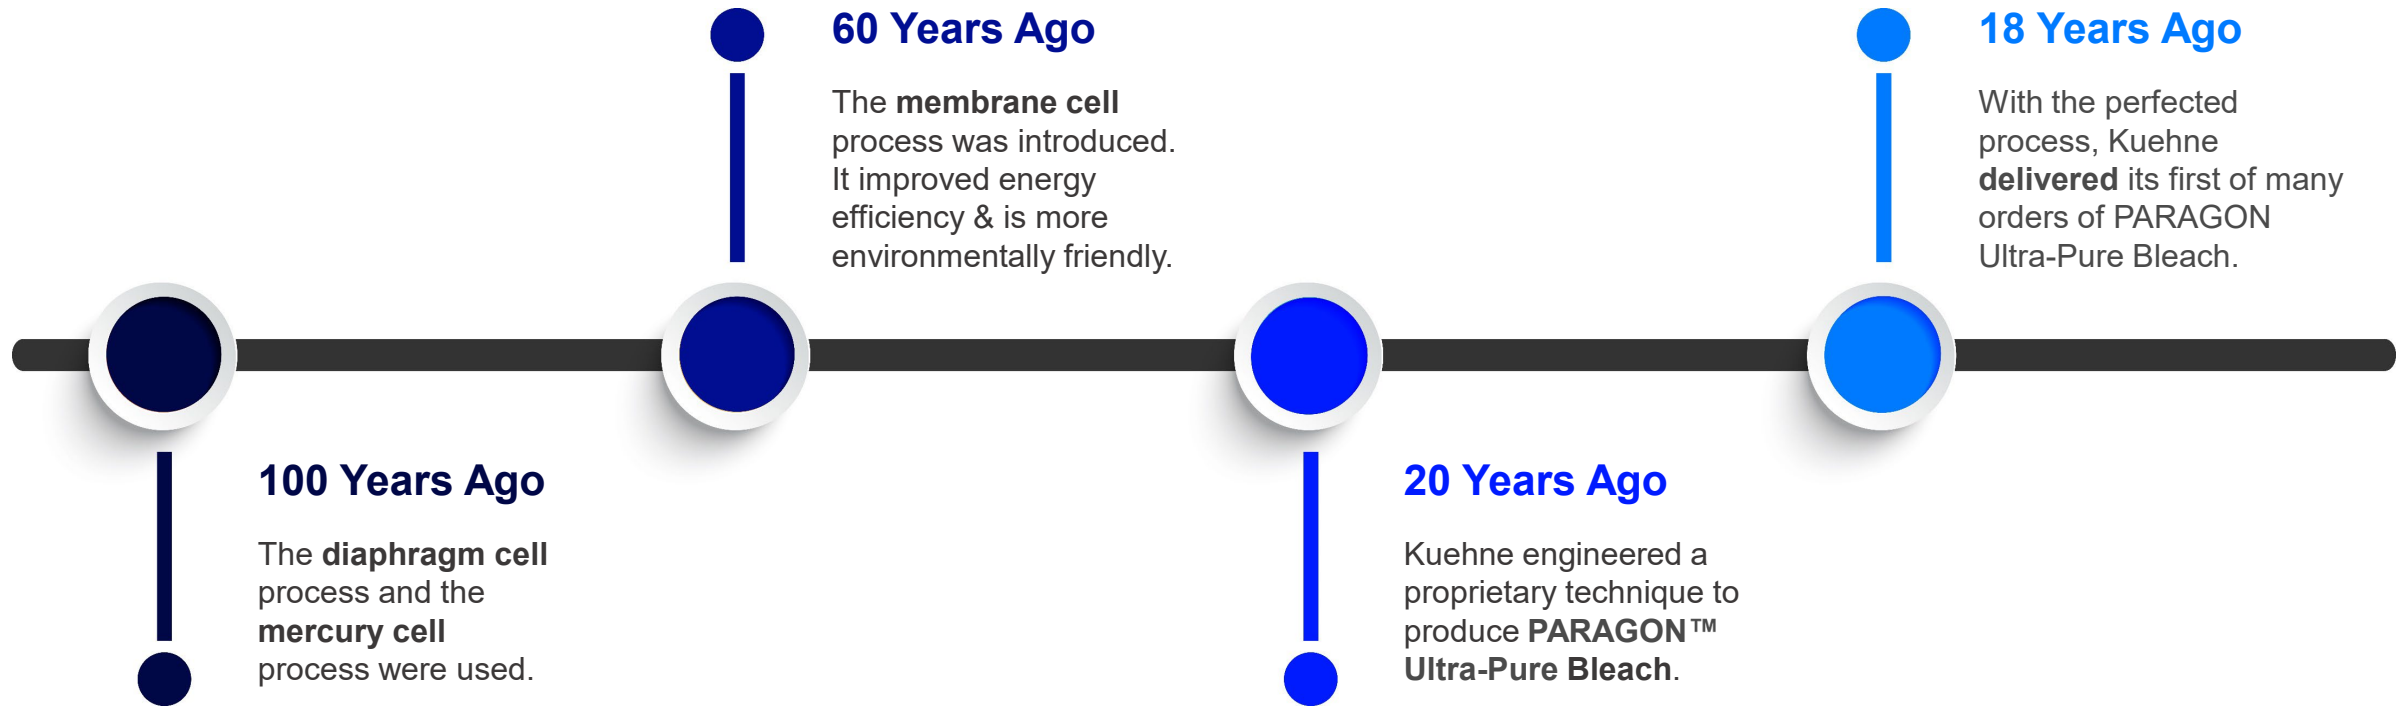 100 Years Ago
The diaphragm cell
process and the
mercury cell
process were used.
60 Years Ago
The membrane cell
process was introduced.
It improved energy
efficiency & is more
environmentally friendly.
20 Years Ago
Kuehne engineered a
proprietary technique to
produce PARAGON™
Ultra-Pure Bleach.
18 Years Ago
With the perfected
process, Kuehne
delivered its first of many
orders of PARAGON
Ultra-Pure Bleach.